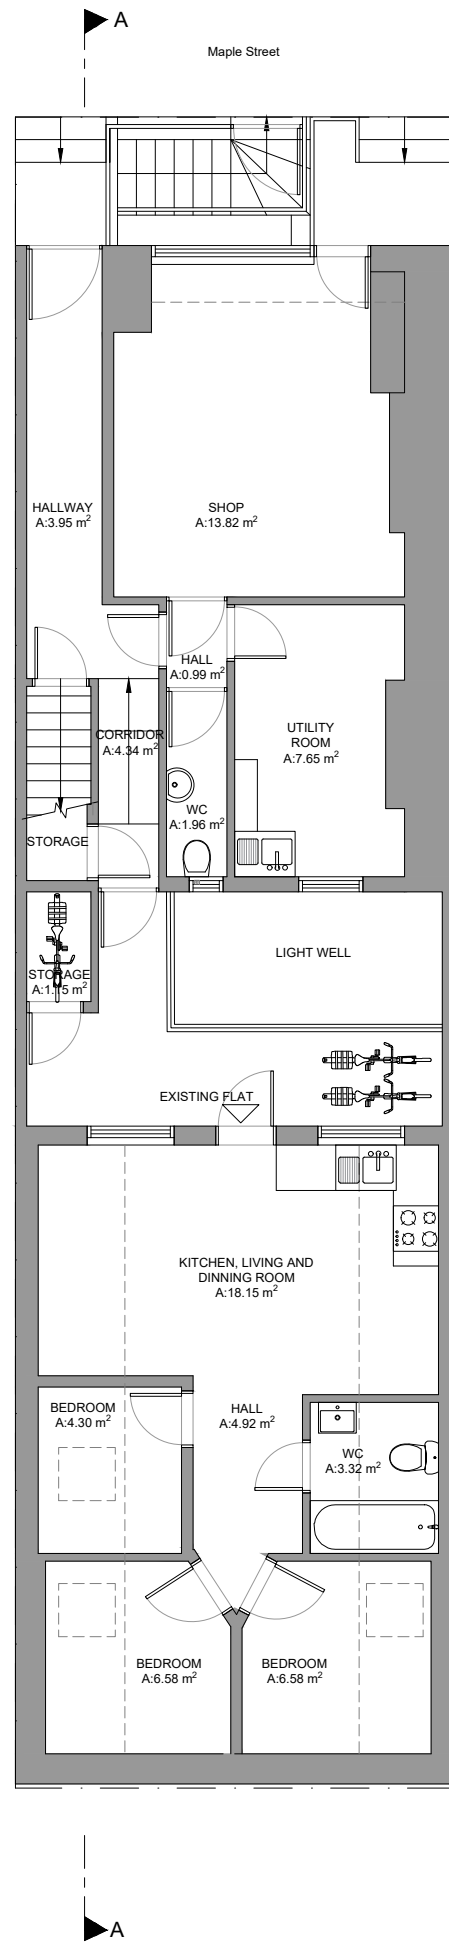 A
Maple Street
HALLWAY
A:3.95 m²
SHOP
A:13.82 m²
HALL
A:0.99 m²
CORRIDOR
A:4.34 m²
UTILITY
ROOM
A:7.65 m²
WC
A:1.96 m²
STORAGE
LIGHT WELL
STORAGE
A:1.15 m²
EXISTING FLAT
KITCHEN, LIVING AND
DINNING ROOM
A:18.15 m²
BEDROOM
A:4.30 m²
HALL
A:4.92 m²
WC
A:3.32 m²
BEDROOM
A:6.58 m²
BEDROOM
A:6.58 m²
A